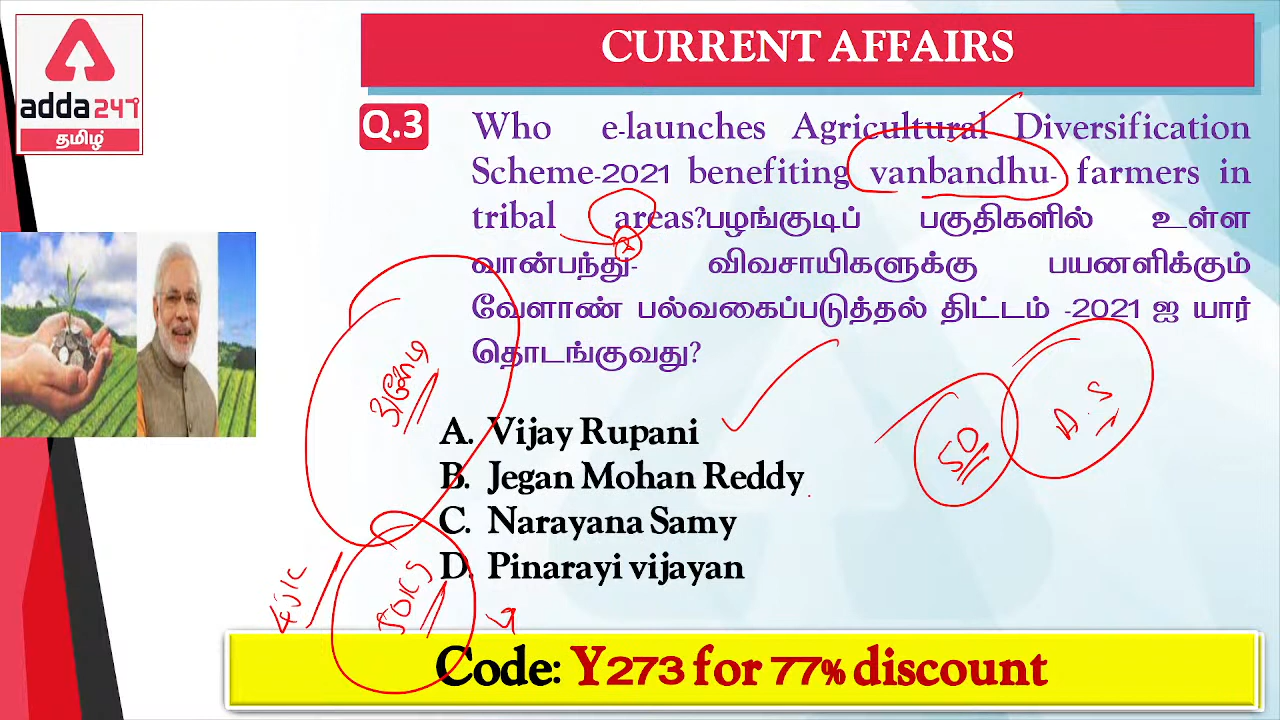 adda247
தமிழ்
CURRENT AFFAIRS
Q.3
Who e-launches Agricultural Diversification
Scheme-2021 benefiting vanbandhu- farmers in
tribal areas?பழங்குடிப் பகுதிகளில் உள்ள
வான்பந்து- விவசாயிகளுக்கு பயனளிக்கும்
வேளாண் பல்வகைப்படுத்தல் திட்டம் -2021 ஐ யார்
தொடங்குவது?
A. Vijay Rupani
B. Jegan Mohan Reddy
C. Narayana Samy
D. Pinarayi vijayan
Code: Y273 for 77% discount